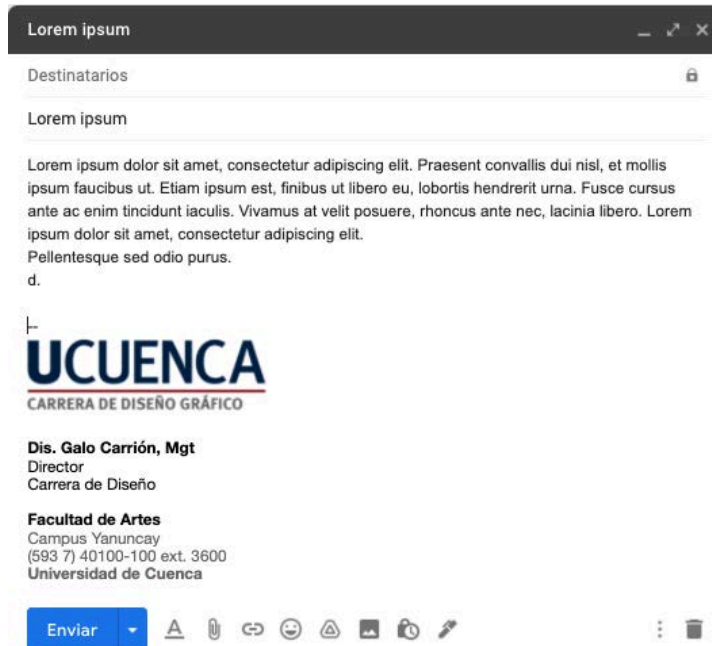 Lorem ipsum
Destinatarios
Lorem ipsum
Lorem ipsum dolor sit amet, consectetur adipiscing elit. Praesent convallis dui nisl, et mollis
ipsum faucibus ut. Etiam ipsum est, finibus ut libero eu, lobortis hendrerit urna. Fusce cursus
ante ac enim tincidunt iaculis. Vivamus at velit posuere, rhoncus ante nec, lacinia libero. Lorem
ipsum dolor sit amet, consectetur adipiscing elit.
Pellentesque sed odio purus.
d.
--
UCUENCA
CARRERA DE DISEÑO GRÁFICO
Dis. Galo Carrión, Mgt
Director
Carrera de Diseño
Facultad de Artes
Campus Yanuncay
(593 7) 40100-100 ext. 3600
Universidad de Cuenca
Enviar